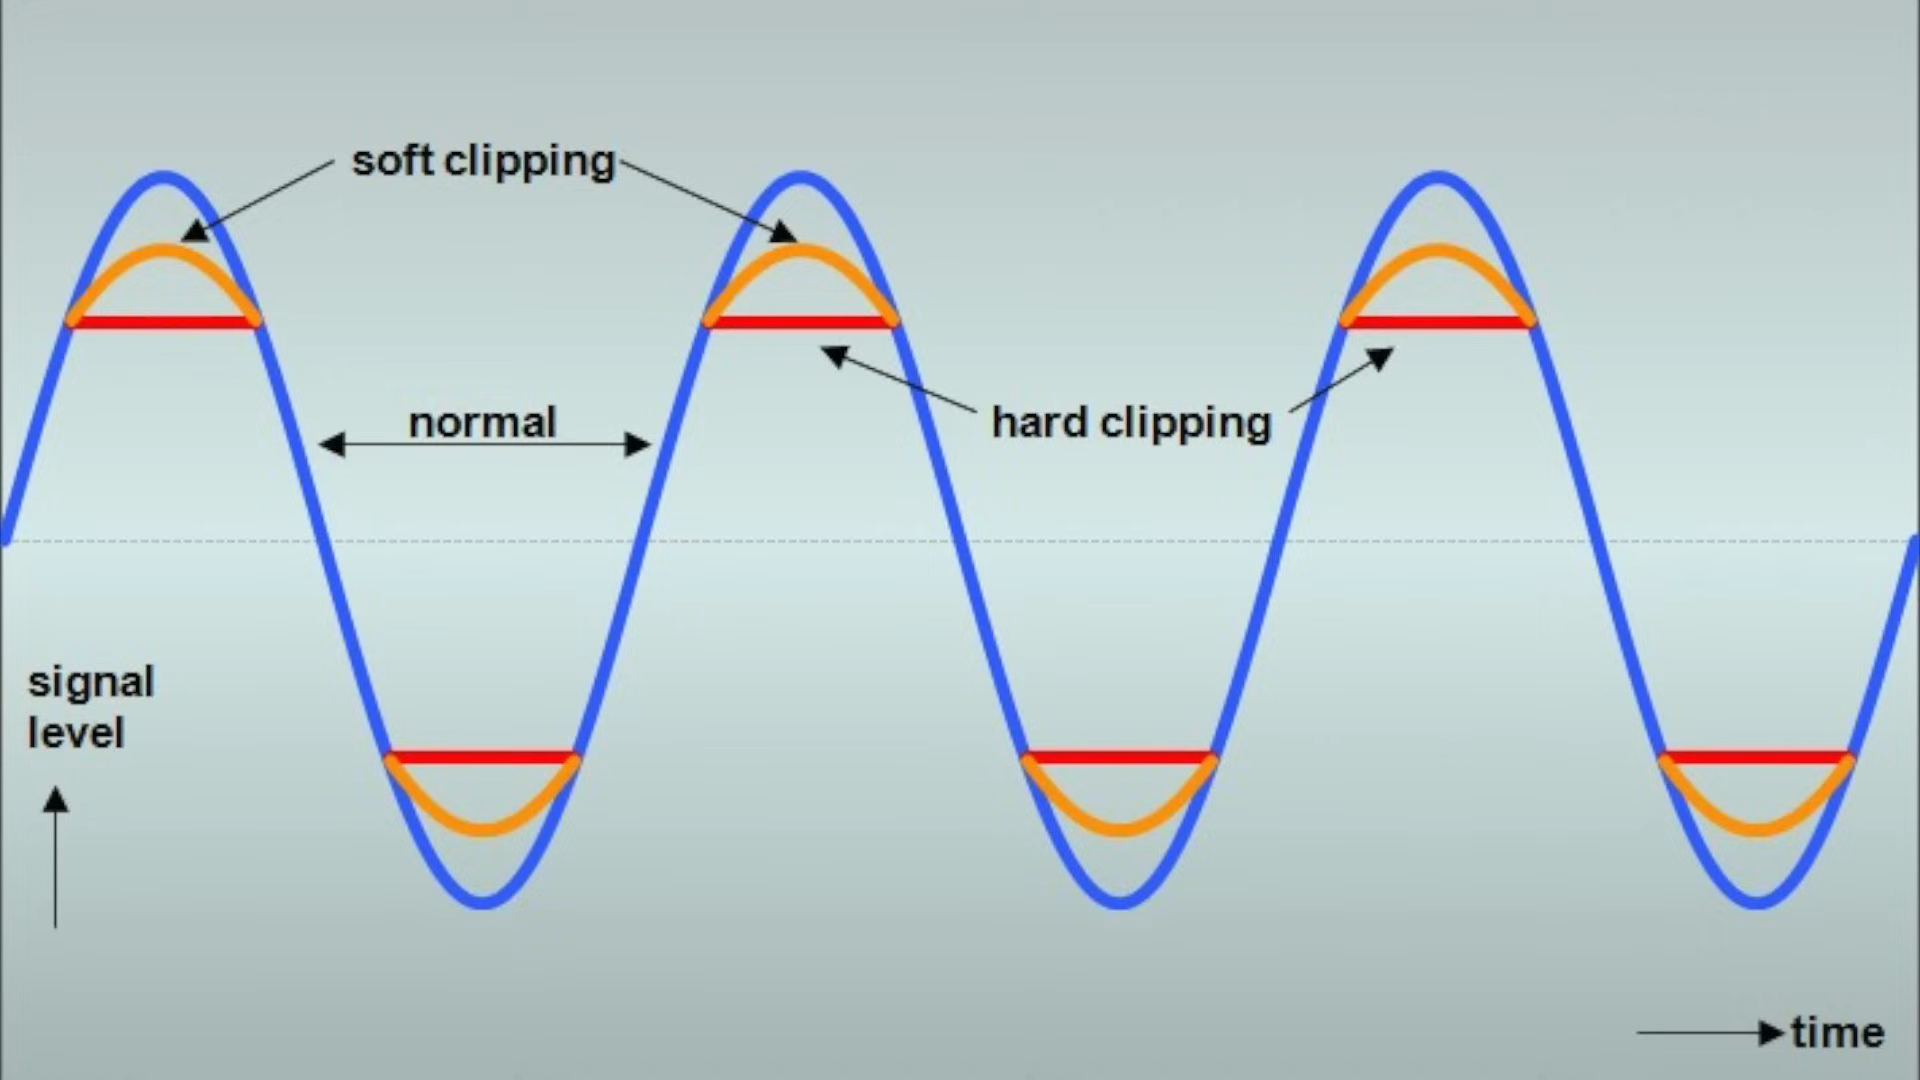 soft clipping
normal
hard clipping
signal
level
time